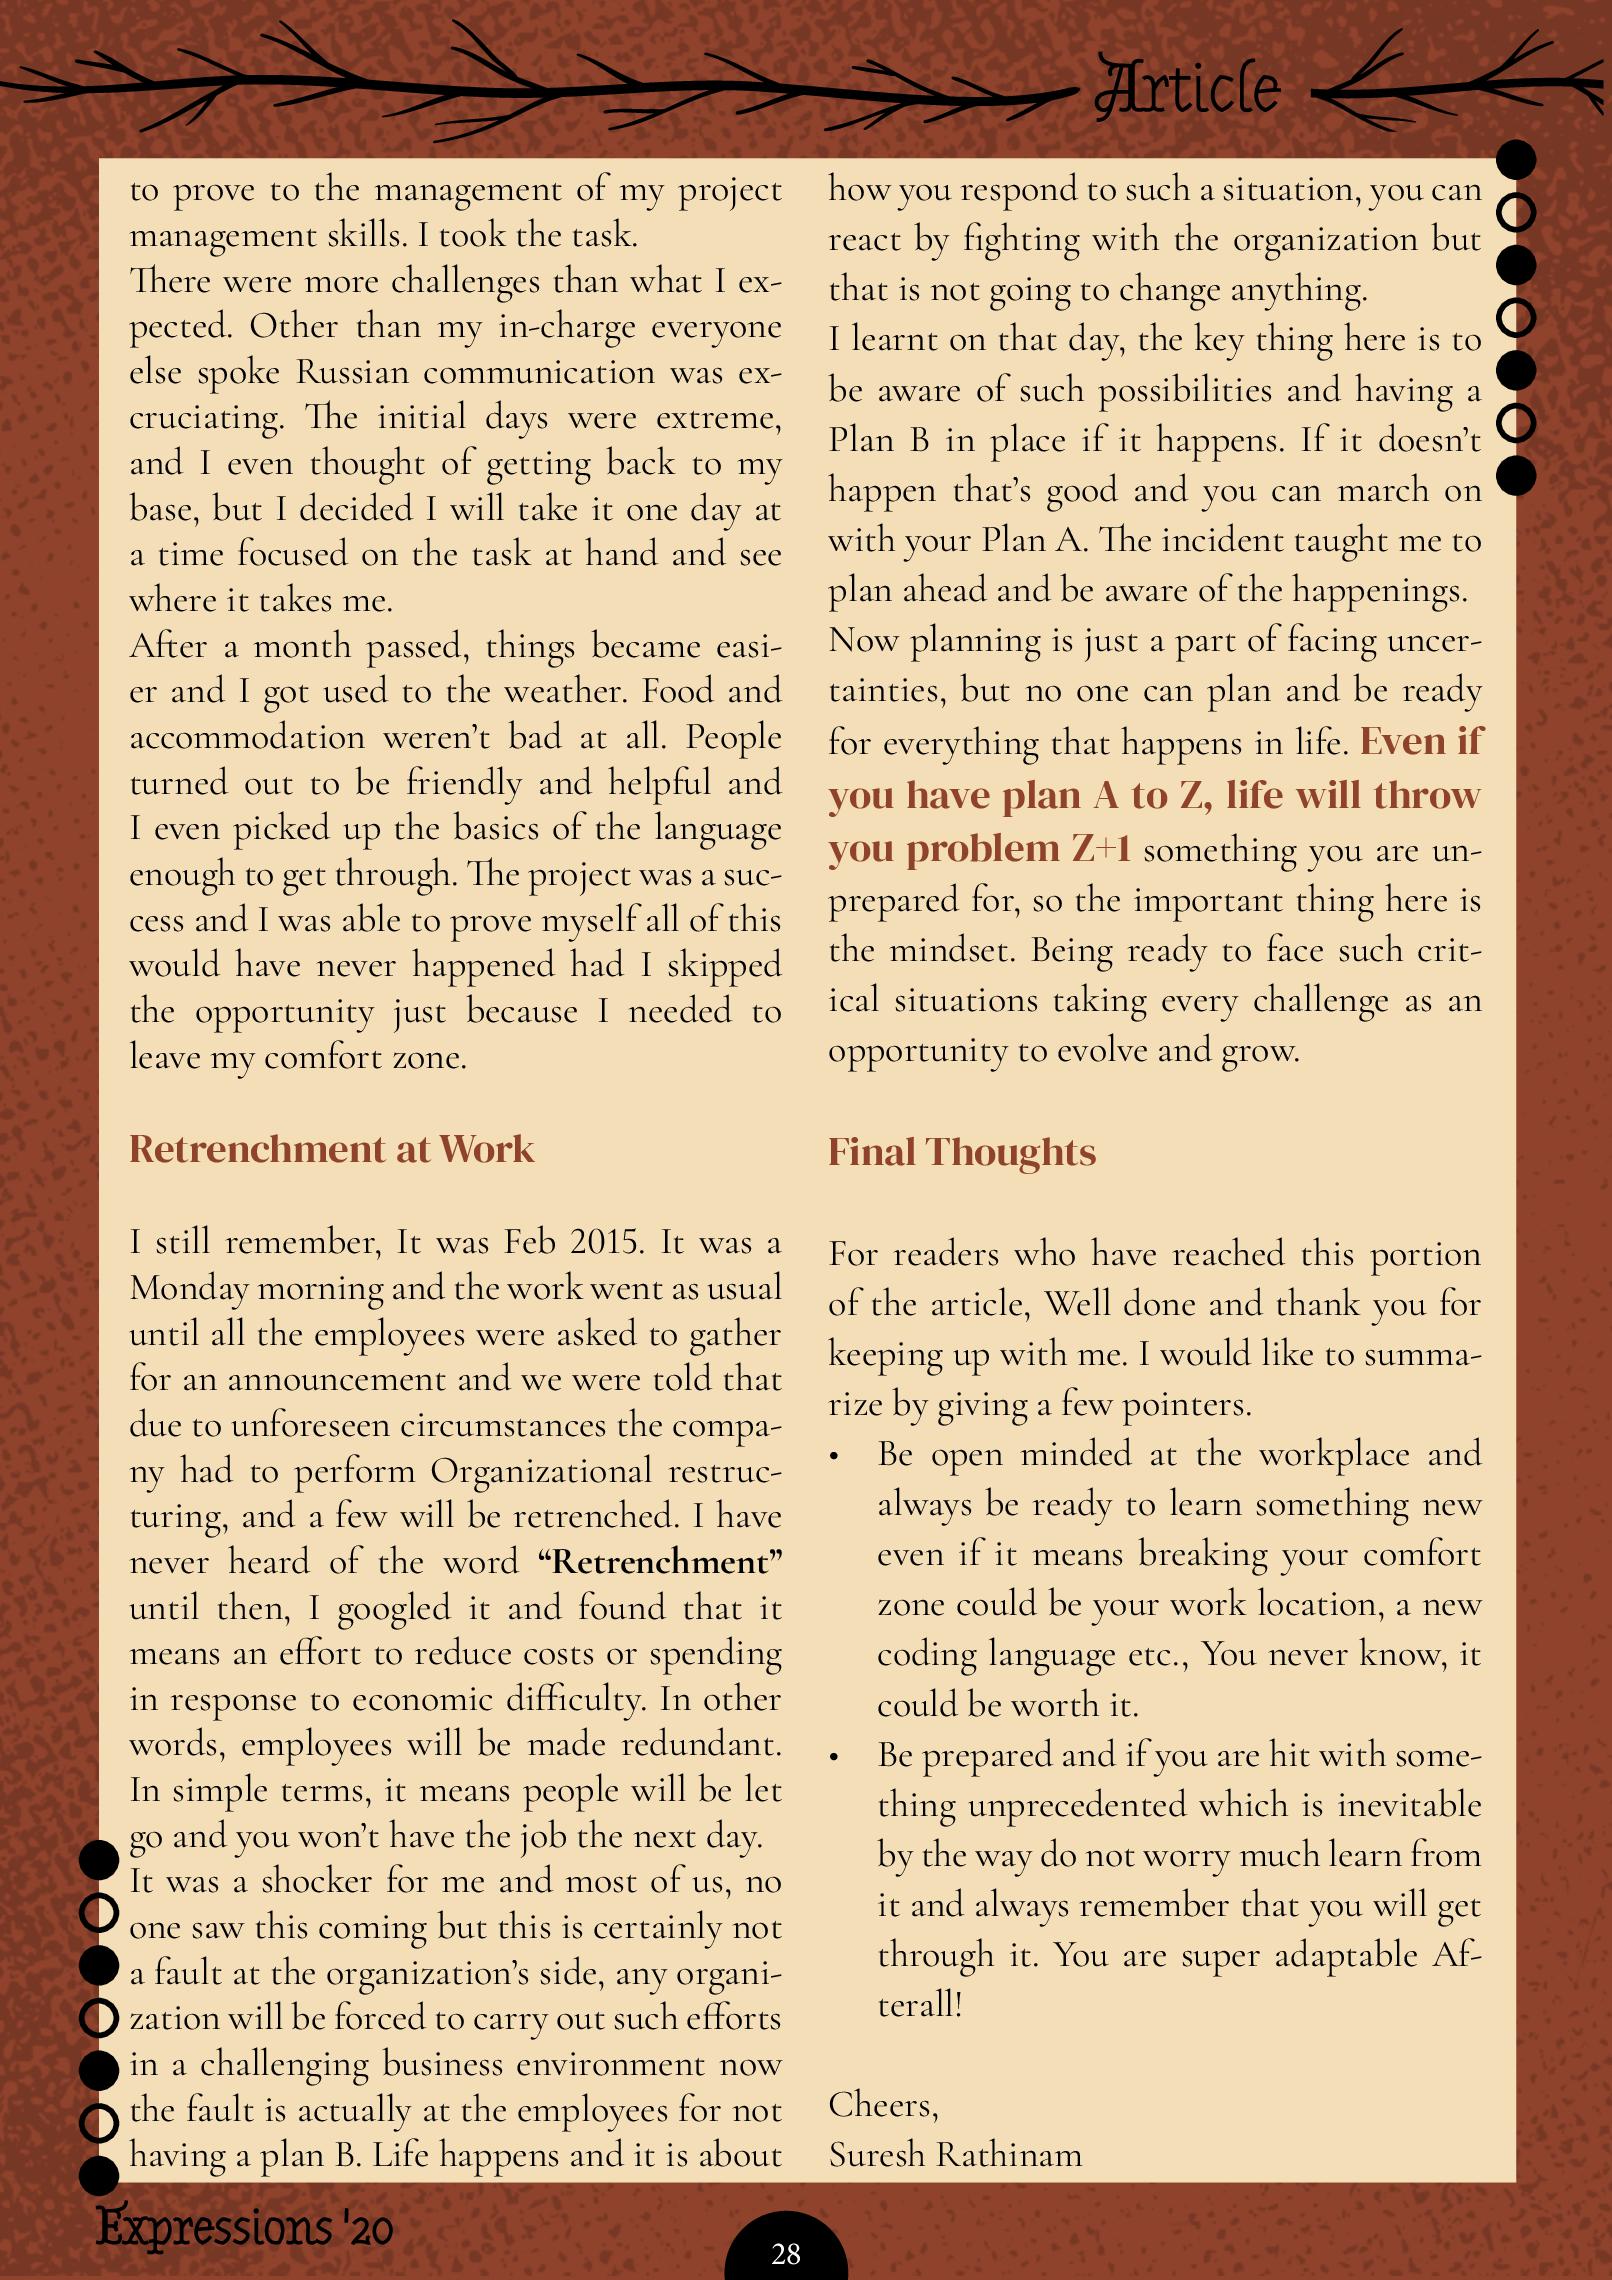 Article
to prove to the management of my project
management skills. I took the task.
There were more challenges than what I ex-
pected. Other than my in-charge everyone
else spoke Russian communication was ex-
cruciating. The initial days were extreme,
and I even thought of getting back to my
base, but I decided I will take it one day at
a time focused on the task at hand and see
where it takes me.
After a month passed, things became easi-
er and I got used to the weather. Food and
accommodation weren’t bad at all. People
turned out to be friendly and helpful and
I even picked up the basics of the language
enough to get through. The project was a suc-
cess and I was able to prove myself all of this
would have never happened had I skipped
the opportunity just because I needed to
leave my comfort zone.
Retrenchment at Work
I still remember, It was Feb 2015. It was a
Monday morning and the work went as usual
until all the employees were asked to gather
for an announcement and we were told that
due to unforeseen circumstances the compa-
ny had to perform Organizational restruc-
turing, and a few will be retrenched. I have
never heard of the word “Retrenchment”
until then, I googled it and found that it
means an effort to reduce costs or spending
in response to economic difficulty. In other
words, employees will be made redundant.
In simple terms, it means people will be let
go and you won’t have the job the next day.
It was a shocker for me and most of us, no
one saw this coming but this is certainly not
a fault at the organization’s side, any organi-
zation will be forced to carry out such efforts
in a challenging business environment now
the fault is actually at the employees for not
having a plan B. Life happens and it is about
how you respond to such a situation, you can
react by fighting with the organization but
that is not going to change anything.
I learnt on that day, the key thing here is to
be aware of such possibilities and having a
Plan B in place if it happens. If it doesn’t
happen that’s good and you can march on
with your Plan A. The incident taught me to
plan ahead and be aware of the happenings.
Now planning is just a part of facing uncer-
tainties, but no one can plan and be ready
for everything that happens in life. Even if
you have plan A to Z, life will throw
you problem Z+1 something you are un-
prepared for, so the important thing here is
the mindset. Being ready to face such crit-
ical situations taking every challenge as an
opportunity to evolve and grow.
Final Thoughts
For readers who have reached this portion
of the article, Well done and thank you for
keeping up with me. I would like to summa-
rize by giving a few pointers.
• Be open minded at the workplace and
always be ready to learn something new
even if it means breaking your comfort
zone could be your work location, a new
coding language etc., You never know, it
could be worth it.
• Be prepared and if you are hit with some-
thing unprecedented which is inevitable
by the way do not worry much learn from
it and always remember that you will get
through it. You are super adaptable Af-
terall!
Cheers,
Suresh Rathinam
Expressions '20
28